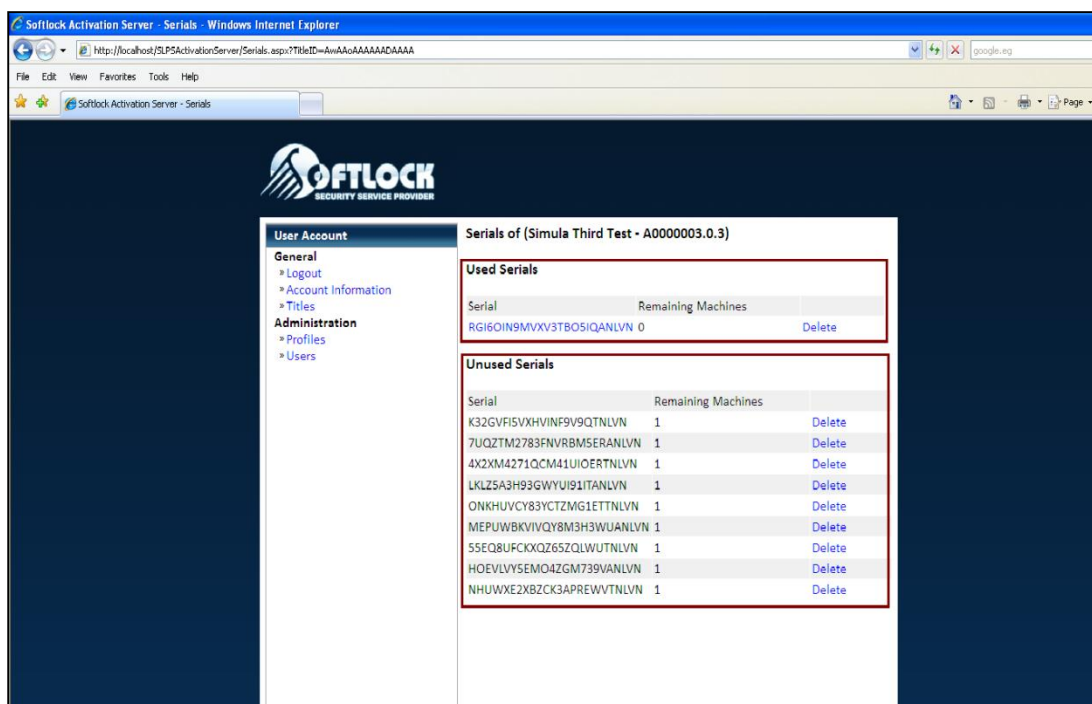 Softlock Activation Server - Serials - Windows Internet Explorer
http://localhost/SLPSActivationServer/Serials.aspx?TitleID=AwAAoAAAAAADAAAA
google.eg
File Edit View Favorites Tools Help
Softlock Activation Server - Serials
Page
SOFTLOCK
SECURITY SERVICE PROVIDER
User Account
General
» Logout
» Account Information
» Titles
Administration
» Profiles
» Users
Serials of (Simula Third Test - A0000003.0.3)
Used Serials
Serial Remaining Machines
RGI6OIN9MVXV3TBO5IQANLVN 0 Delete
Unused Serials
Serial Remaining Machines
K32GVFI5VXHVINF9V9QTNLVN 1 Delete
7UQZTM2783FNVRBM5ERANLVN 1 Delete
4X2XM4271QCM41UIOERTNLVN 1 Delete
LKLZ5A3H93GWYUI91ITANLVN 1 Delete
ONKHUVCY83YCTZMG1ETTNLVN 1 Delete
MEPUWBKVIVQY8M3H3WUANLVN 1 Delete
55EQ8UFCKXQZ65ZQLWUTNLVN 1 Delete
HOEVLVY5EMO4ZGM739VANLVN 1 Delete
NHUWXE2XBZCK3APREWVTNLVN 1 Delete